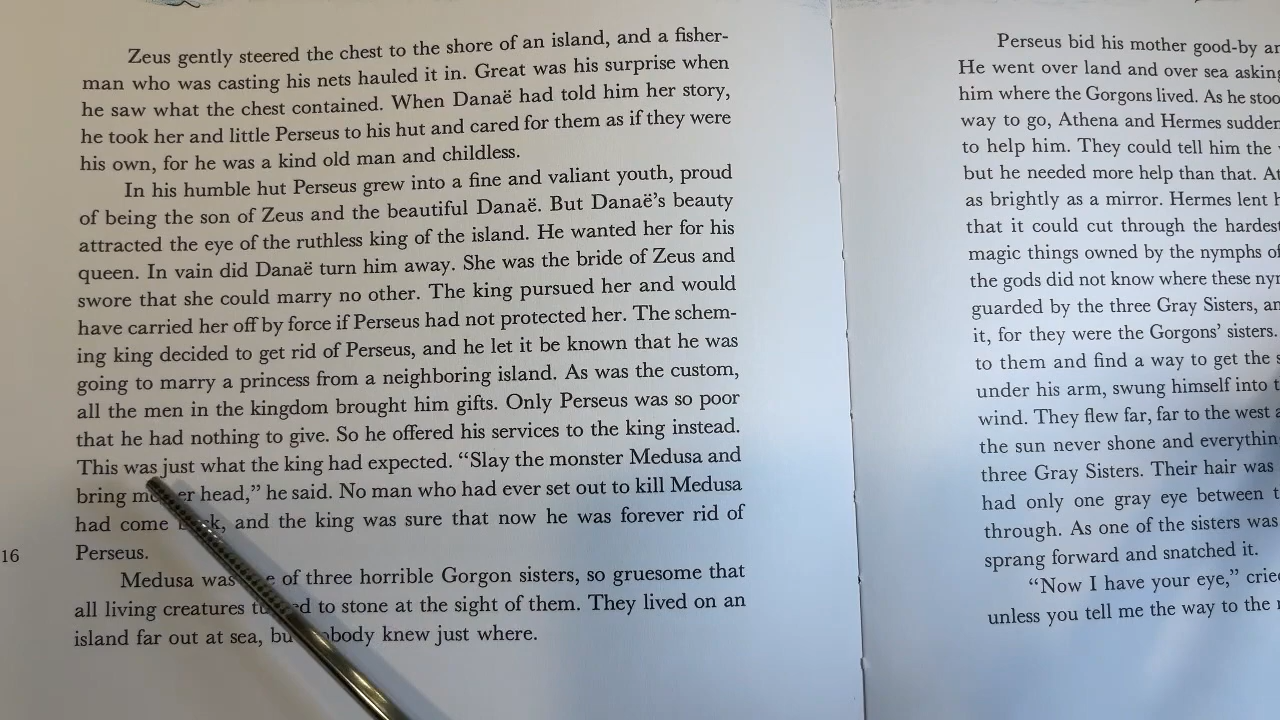 Zeus gently steered the chest to the shore of an island, and a fisher-
man who was casting his nets hauled it in. Great was his surprise when
he saw what the chest contained. When Danaë had told him her story,
he took her and little Perseus to his hut and cared for them as if they were
his own, for he was a kind old man and childless.
In his humble hut Perseus grew into a fine and valiant youth, proud
of being the son of Zeus and the beautiful Danaë. But Danaë's beauty
attracted the eye of the ruthless king of the island. He wanted her for his
queen. In vain did Danaë turn him away. She was the bride of Zeus and
swore that she could marry no other. The king pursued her and would
have carried her off by force if Perseus had not protected her. The schem-
ing king decided to get rid of Perseus, and he let it be known that he was
going to marry a princess from a neighboring island. As was the custom,
all the men in the kingdom brought him gifts. Only Perseus was so poor
that he had nothing to give. So he offered his services to the king instead.
This was just what the king had expected. “Slay the monster Medusa and
bring head,” he said. No man who had ever set out to kill Medusa
had come and the king was sure that now he was forever rid of
Perseus.
16
Medusa was of three horrible Gorgon sisters, so gruesome that
all living creatures to stone at the sight of them. They lived on an
island far out at sea, knew just where.
Perseus bid his mother good-by
He went over land and over sea
him where the Gorgons lived. As he
way to go, Athena and Hermes
to help him. They could tell him the
but he needed more help than that.
as brightly as a mirror. Hermes lent
that it could cut through the
magic things owned by the nymphs
the gods did not know where these
guarded by the three Gray Sisters,
it, for they were the Gorgons' sisters.
to them and find a way to get the
under his arm, swung himself into
wind. They flew far, far to the west
the sun never shone and
three Gray Sisters. Their hair was
had only one gray eye between
through. As one of the sisters was
sprang forward and snatched it.
“Now I have your eye,”
unless you tell me the way to the